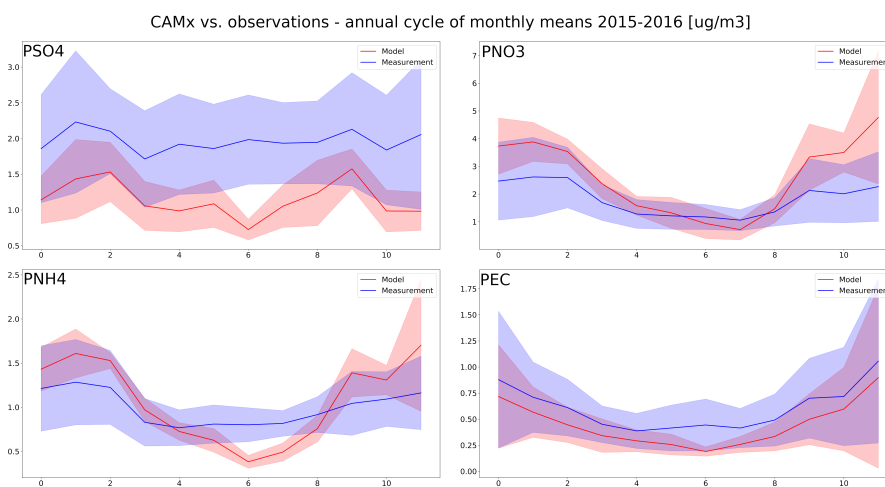 CAMx vs. observations - annual cycle of monthly means 2015-2016 [ug/m3]
PSO4
Model
Measurement
3.0
2.5
2.0
1.5
1.0
0.5
0 2 4 6 8 10
PNO3
Model
Measuremen
7
6
5
4
3
2
1
0 2 4 6 8 10
PNH4
Model
Measurement
2.5
2.0
1.5
1.0
0.5
0 2 4 6 8 10
PEC
Model
Measuremen
1.75
1.50
1.25
1.00
0.75
0.50
0.25
0.00
0 2 4 6 8 10